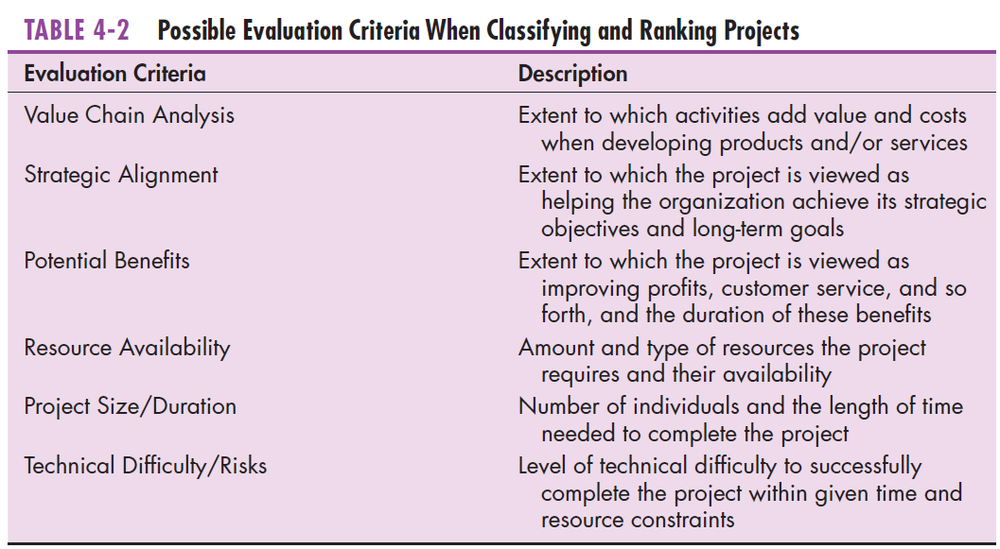 TABLE 4-2 Possible Evaluation Criteria When Classifying and Ranking Projects
Evaluation Criteria Description
Value Chain Analysis Extent to which activities add value and costs
when developing products and/or services
Strategic Alignment Extent to which the project is viewed as
helping the organization achieve its strategic
objectives and long-term goals
Potential Benefits Extent to which the project is viewed as
improving profits, customer service, and so
forth, and the duration of these benefits
Resource Availability Amount and type of resources the project
requires and their availability
Project Size/Duration Number of individuals and the length of time
needed to complete the project
Technical Difficulty/Risks Level of technical difficulty to successfully
complete the project within given time and
resource constraints